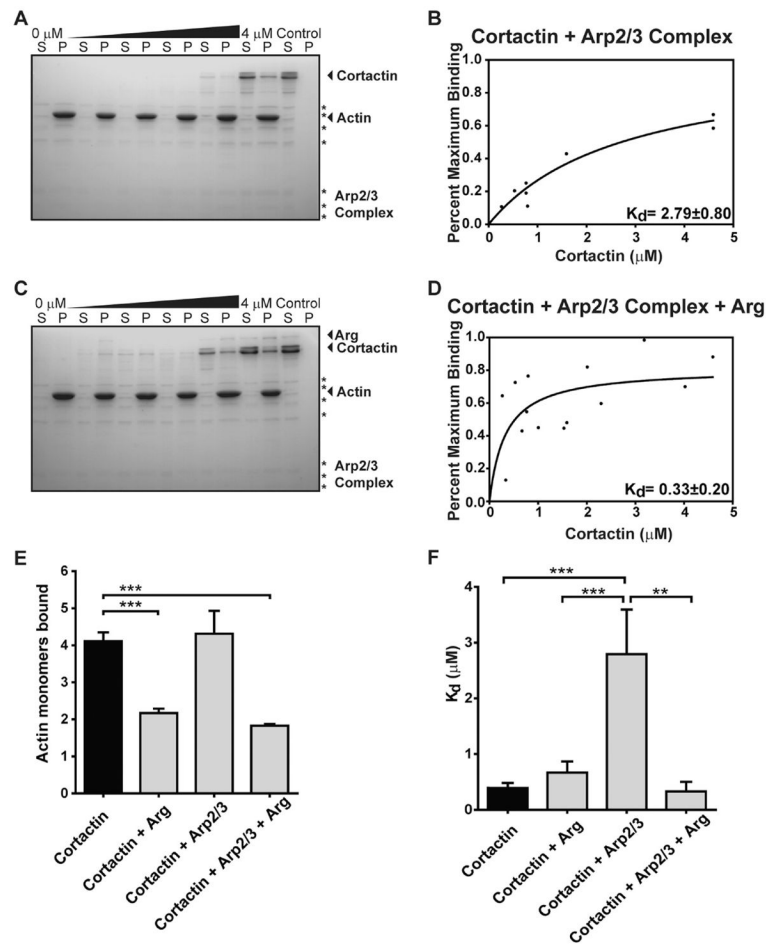 A
0 μM
4 μM Control
S P S P S P S P S P S P S P
Cortactin
*
* Actin
*
*
Arp2/3
*
Complex
*
*
B
Cortactin + Arp2/3 Complex
Percent Maximum Binding
1.0
0.8
0.6
0.4
0.2
0.0
0 1 2 3 4 5
Kd= 2.79±0.80
Cortactin (μM)
C
0 μM
4 μM Control
S P S P S P S P S P S P S P
Arg
Cortactin
*
* Actin
*
*
* Arp2/3
* Complex
*
D
Cortactin + Arp2/3 Complex + Arg
Percent Maximum Binding
1.0
0.8
0.6
0.4
0.2
0.0
0 1 2 3 4 5
Kd= 0.33±0.20
Cortactin (μM)
E
Actin monomers bound
6
5
4
3
2
1
0
***
***
Cortactin
Cortactin + Arg
Cortactin + Arp2/3
Cortactin + Arp2/3 + Arg
F
Kd (μM)
4
3
2
1
0
***
*** **
Cortactin
Cortactin + Arg
Cortactin + Arp2/3
Cortactin + Arp2/3 + Arg